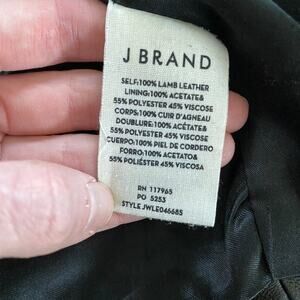 J BRAND
SELF:100% LAMB LEATHER
LINING:100% ACETATE&
55% POLYESTER 45% VISCOSE
CORPS:100% CUIR D'AGNEAU
DOUBLURE: 100% ACÉTATE&
55% POLYESTER 45% VISCOSE
CUERPO:100% PIEL DE CORDERO
FORRO:100% ACETATO&
55% POLIÉSTER 45% VISCOSA
RN 117965
PO 5253
STYLE JWLE046685